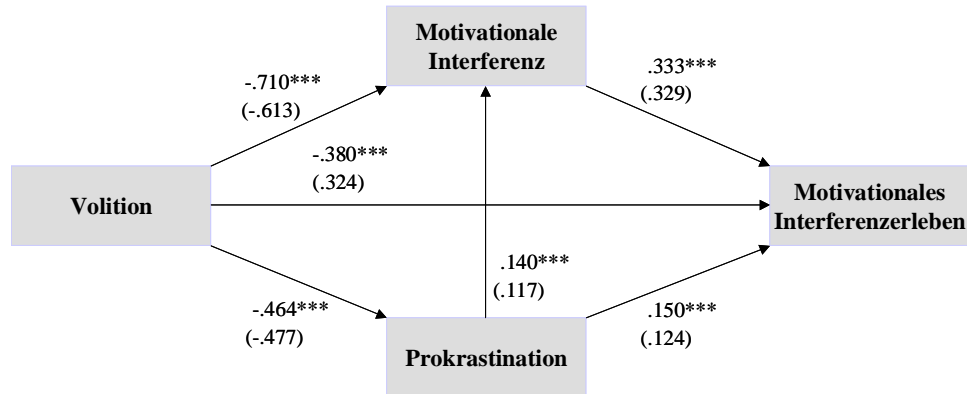 Motivationale
Interferenz
-.710***
(-.613)
.333***
(.329)
-.380***
(.324)
Volition
Motivationales
Interferenzerleben
.140***
(.117)
-.464***
(-.477)
.150***
(.124)
Prokrastination